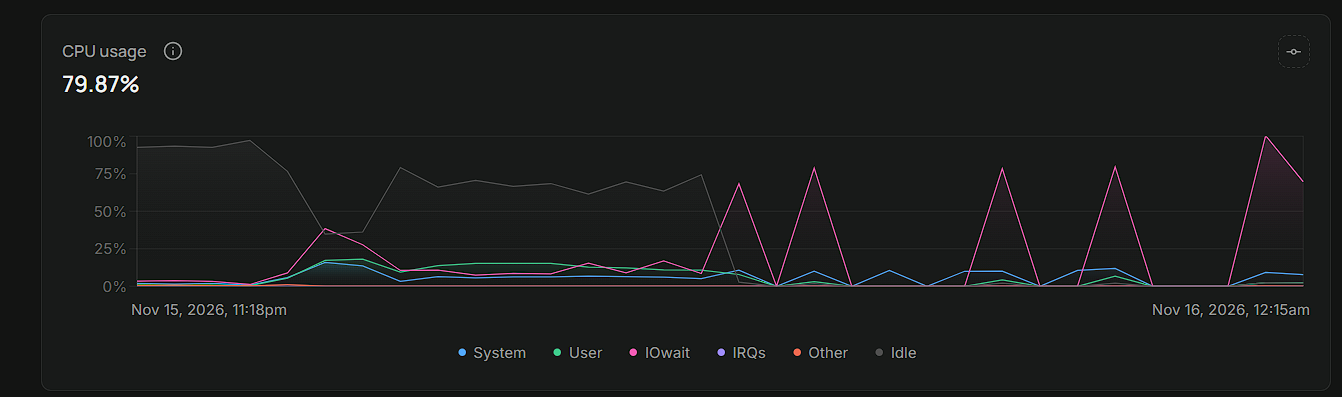 CPU usage
79.87%
100%
75%
50%
25%
0%
Nov 15, 2026, 11:18pm Nov 16, 2026, 12:15am
System User IOwait IRQs Other Idle